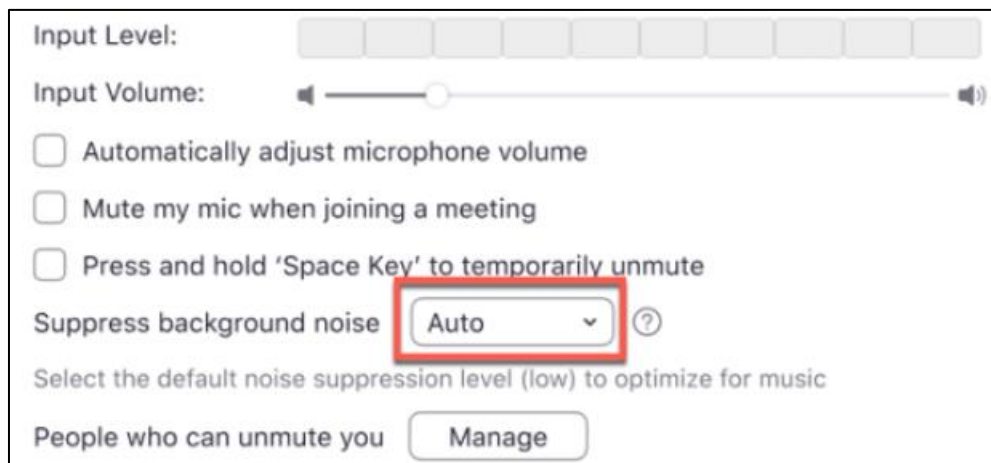 Input Level:
Input Volume:
Automatically adjust microphone volume
Mute my mic when joining a meeting
Press and hold ‘Space Key’ to temporarily unmute
Suppress background noise Auto ?
Select the default noise suppression level (low) to optimize for music
People who can unmute you Manage